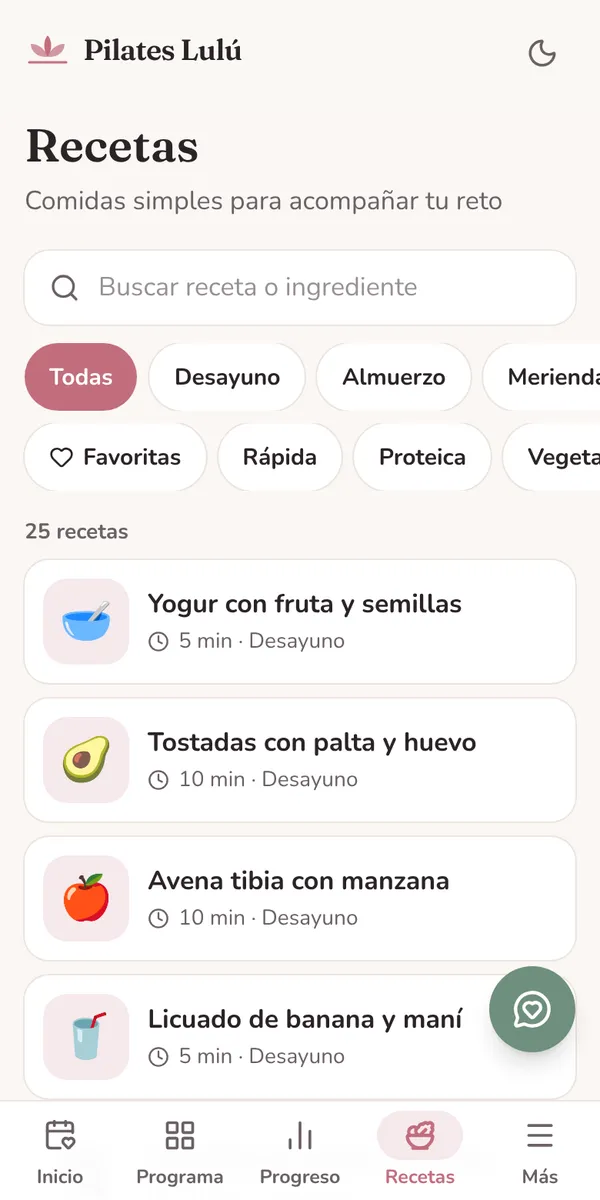 Pilates Lulú
Recetas
Comidas simples para acompañar tu reto
Buscar receta o ingrediente
Todas Desayuno Almuerzo Merienda
Favoritas Rápida Proteica Vegeta
25 recetas
Yogur con fruta y semillas
5 min · Desayuno
Tostadas con palta y huevo
10 min · Desayuno
Avena tibia con manzana
10 min · Desayuno
Licuado de banana y maní
5 min · Desayuno
Inicio Programa Progreso Recetas Más